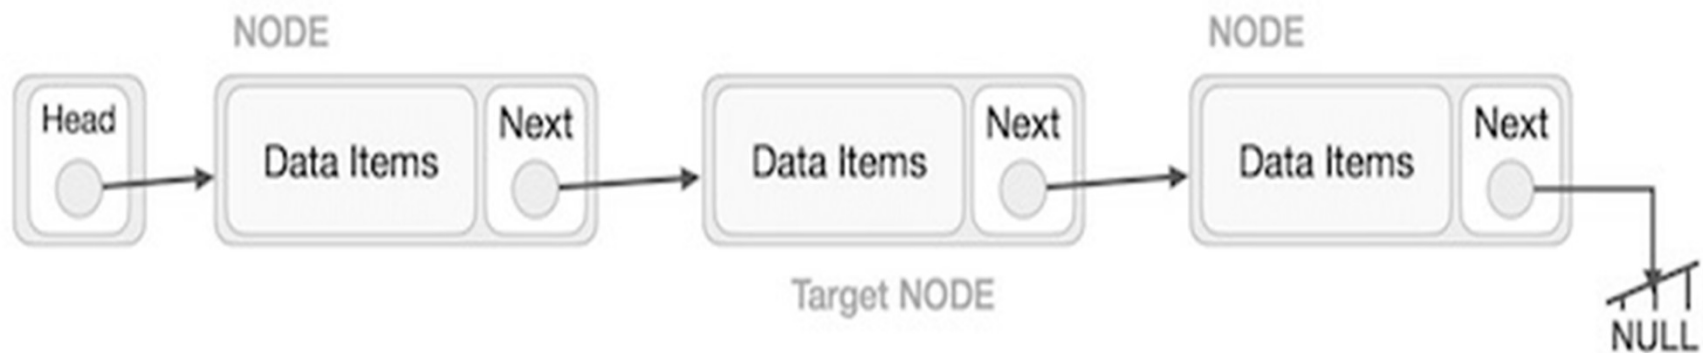 NODE
NODE
Head
Data Items
Next
Data Items
Next
Data Items
Next
Target NODE
NULL